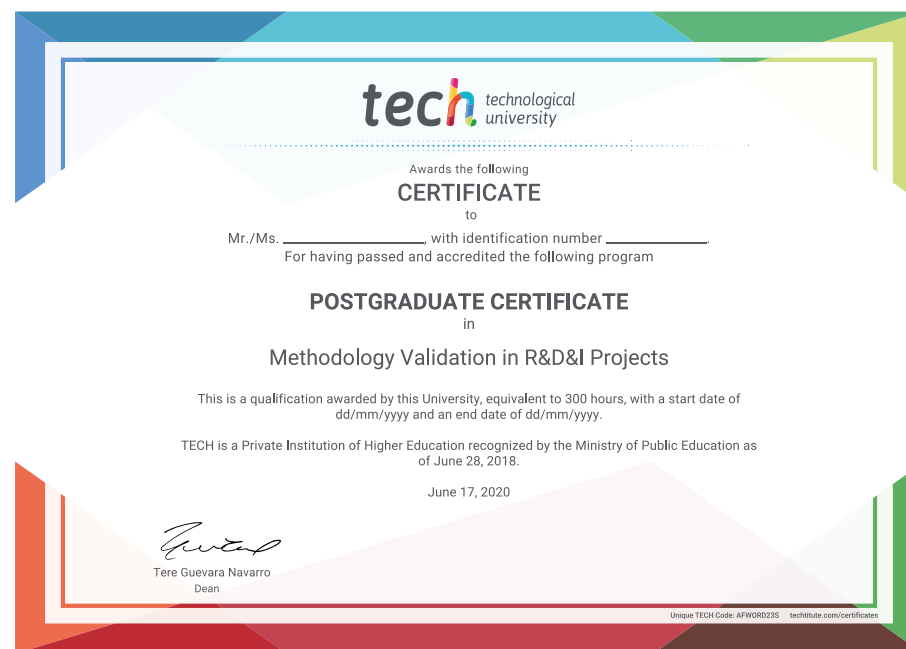 tech technological
university
Awards the following
CERTIFICATE
to
Mr./Ms. ____________________, with identification number ______________.
For having passed and accredited the following program
POSTGRADUATE CERTIFICATE
in
Methodology Validation in R&D&I Projects
This is a qualification awarded by this University, equivalent to 300 hours, with a start date of
dd/mm/yyyy and an end date of dd/mm/yyyy.
TECH is a Private Institution of Higher Education recognized by the Ministry of Public Education as
of June 28, 2018.
June 17, 2020
Tere Guevara Navarro
Dean
Unique TECH Code: AFWORD23S techtitute.com/certificates